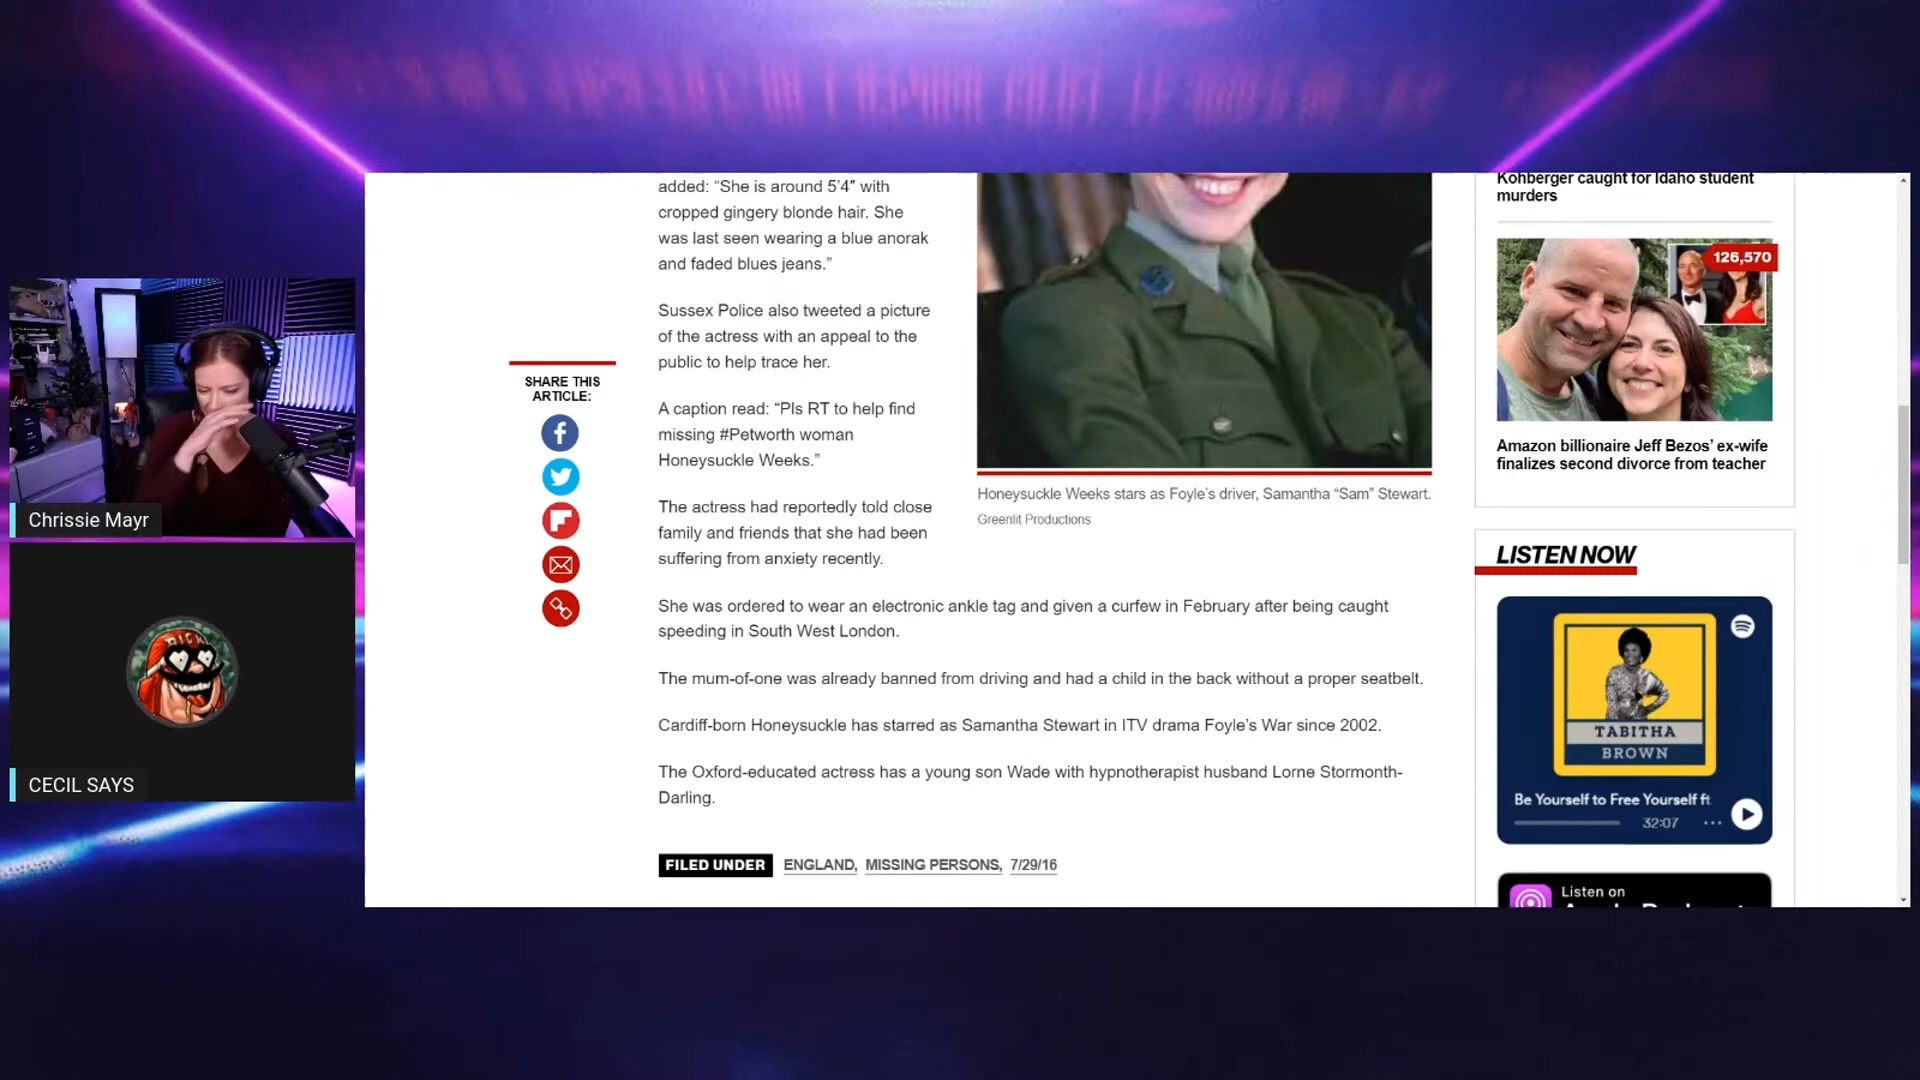 added: “She is around 5’4″ with
cropped gingery blonde hair. She
was last seen wearing a blue anorak
and faded blues jeans.”
Sussex Police also tweeted a picture
of the actress with an appeal to the
public to help trace her.
A caption read: “Pls RT to help find
missing #Petworth woman
Honeysuckle Weeks.”
The actress had reportedly told close
family and friends that she had been
suffering from anxiety recently.
She was ordered to wear an electronic ankle tag and given a curfew in February after being caught
speeding in South West London.
The mum-of-one was already banned from driving and had a child in the back without a proper seatbelt.
Cardiff-born Honeysuckle has starred as Samantha Stewart in ITV drama Foyle’s War since 2002.
The Oxford-educated actress has a young son Wade with hypnotherapist husband Lorne Stormonth-
Darling.
FILED UNDER ENGLAND, MISSING PERSONS, 7/29/16
Honeysuckle Weeks stars as Foyle’s driver, Samantha “Sam” Stewart.
Greenlit Productions
SHARE THIS
ARTICLE:
Chrissie Mayr
CECIL SAYS
Kohberger caught for Idaho student
murders
126,570
Amazon billionaire Jeff Bezos’ ex-wife
finalizes second divorce from teacher
LISTEN NOW
TABITHA
BROWN
Be Yourself to Free Yourself ft
32:07
Listen on